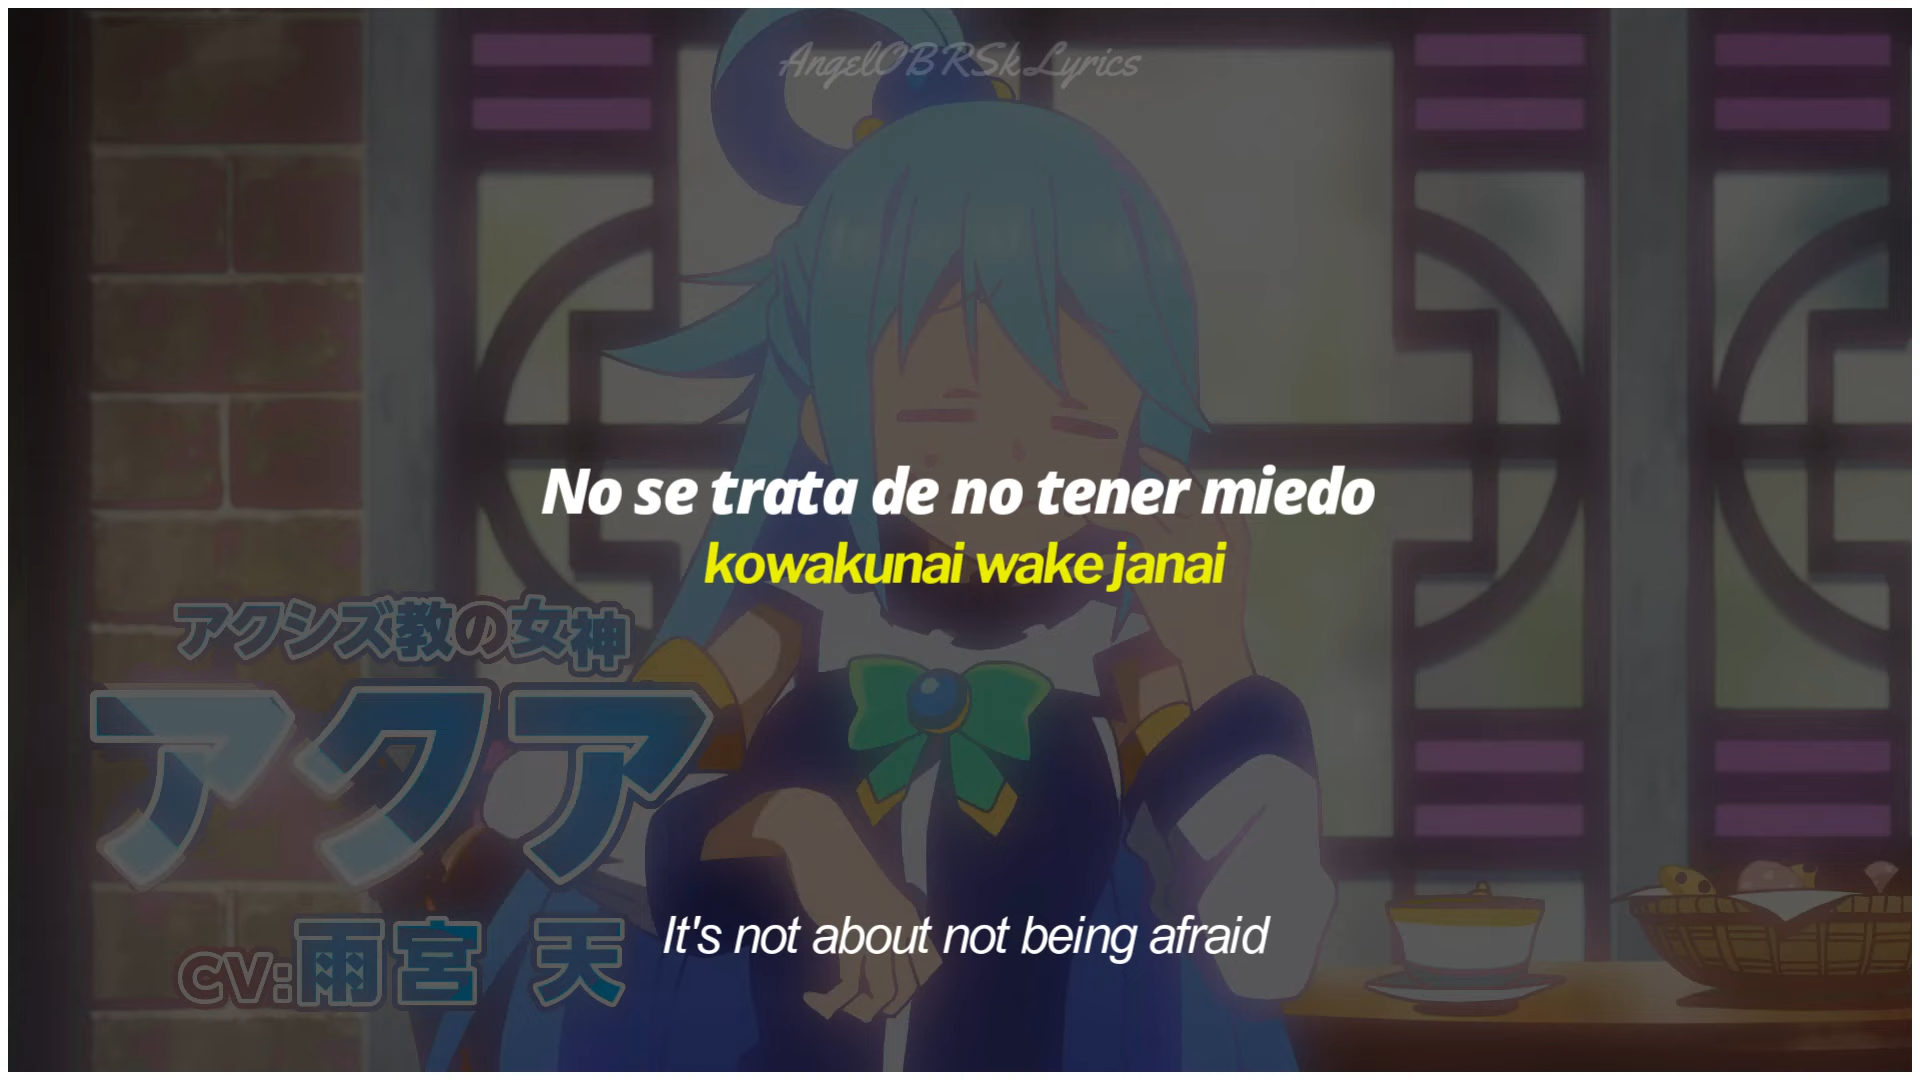 AngelOBRSk Lyrics
No se trata de no tener miedo
kowakunai wake janai
アクシズ教の女神
アクア
CV:雨宮 天
It's not about not being afraid